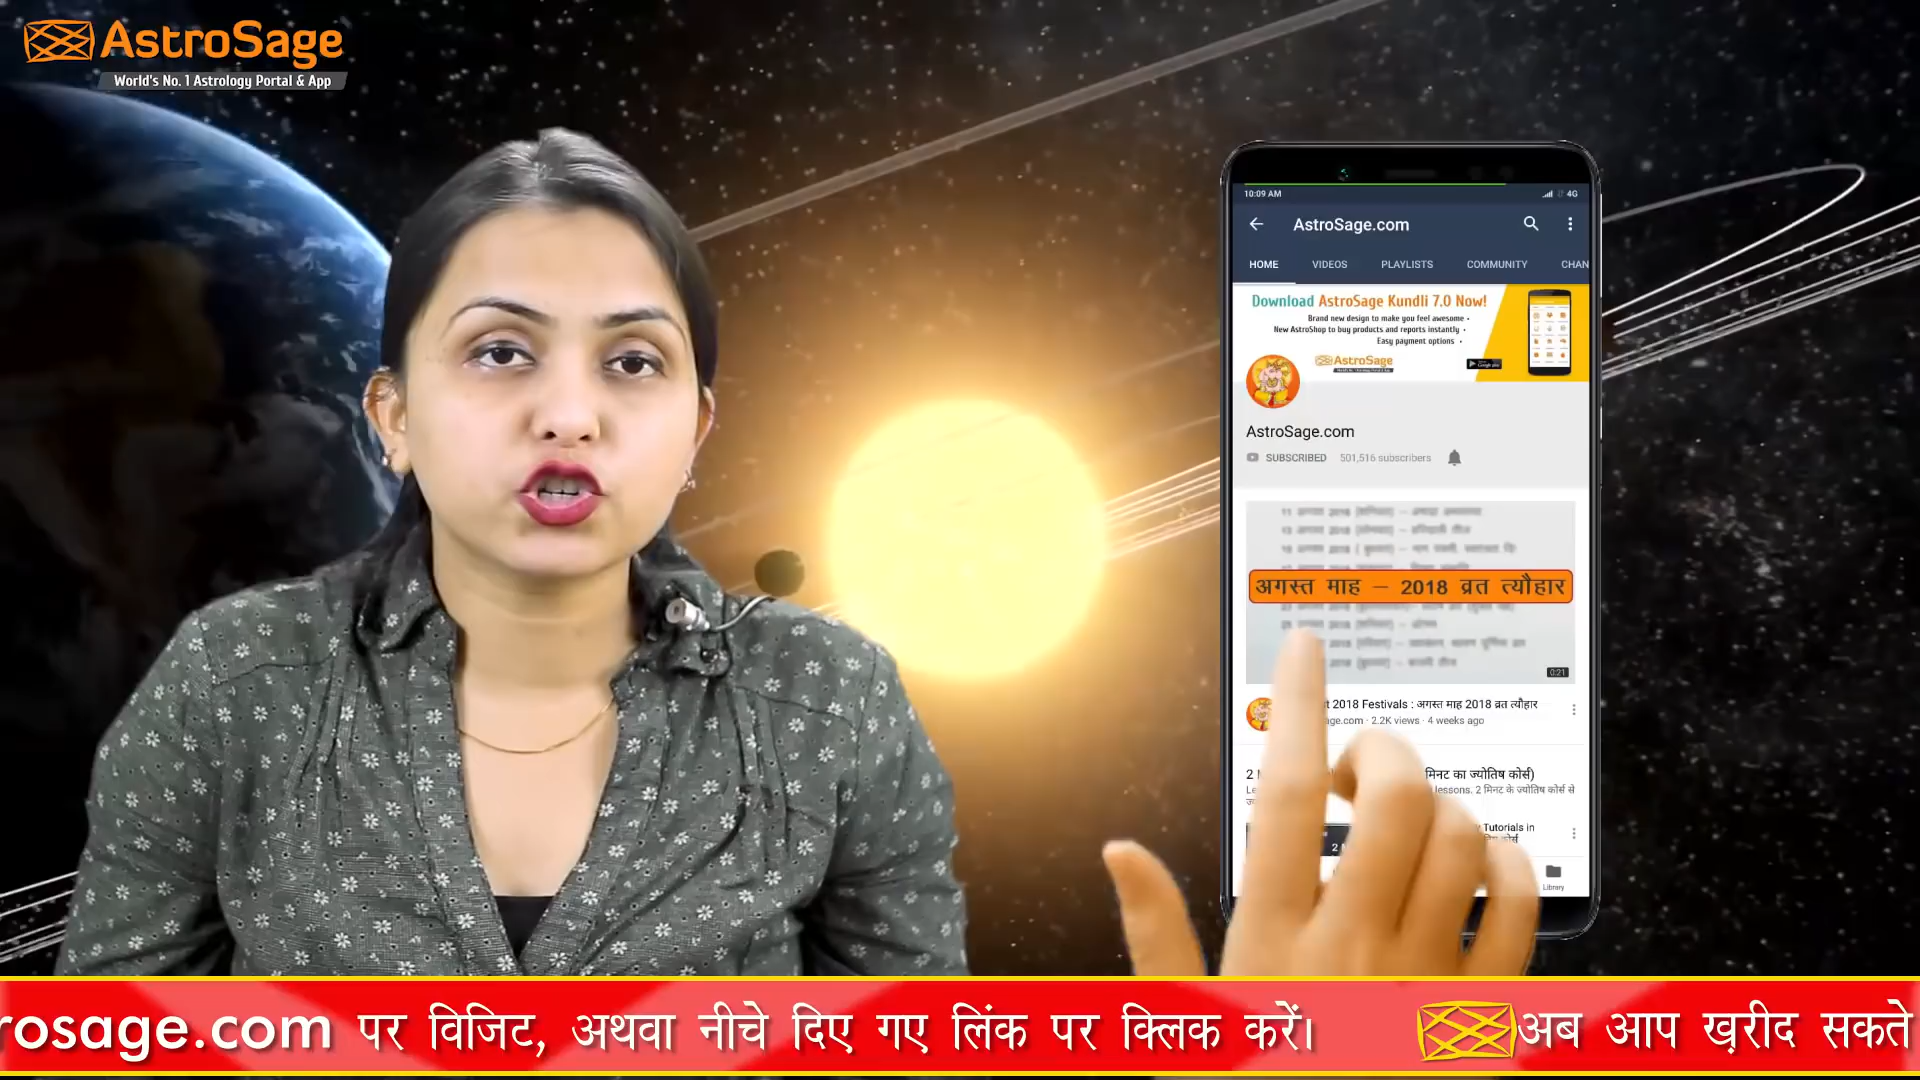 AstroSage
World's No. 1 Astrology Portal & App
10:09 AM
4G
AstroSage.com
HOME VIDEOS PLAYLISTS COMMUNITY CHAN
Download AstroSage Kundli 7.0 Now!
Brand new design to make you feel awesome •
New AstroShop to buy products and reports instantly •
Easy payment options •
AstroSage
AstroSage.com
SUBSCRIBED 501,516 subscribers
अगस्त माह – 2018 व्रत त्यौहार
0:21
2018 Festivals : अगस्त माह 2018 व्रत त्यौहार
age.com · 2.2K views · 4 weeks ago
2 मिनट का ज्योतिष कोर्स)
lessons. 2 मिनट के ज्योतिष कोर्स से
Tutorials in
कोर्स
2
Library
rosage.com पर विजिट, अथवा नीचे दिए गए लिंक पर क्लिक करें।
अब आप ख़रीद सकते